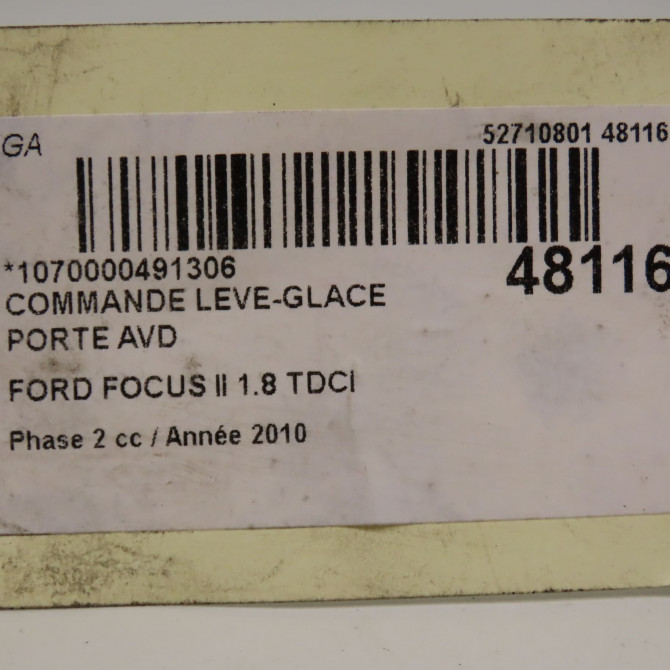 GA
52710801 48116
*1070000491306
48116
COMMANDE LEVE-GLACE
PORTE AVD
FORD FOCUS II 1.8 TDCI
Phase 2 cc / Année 2010